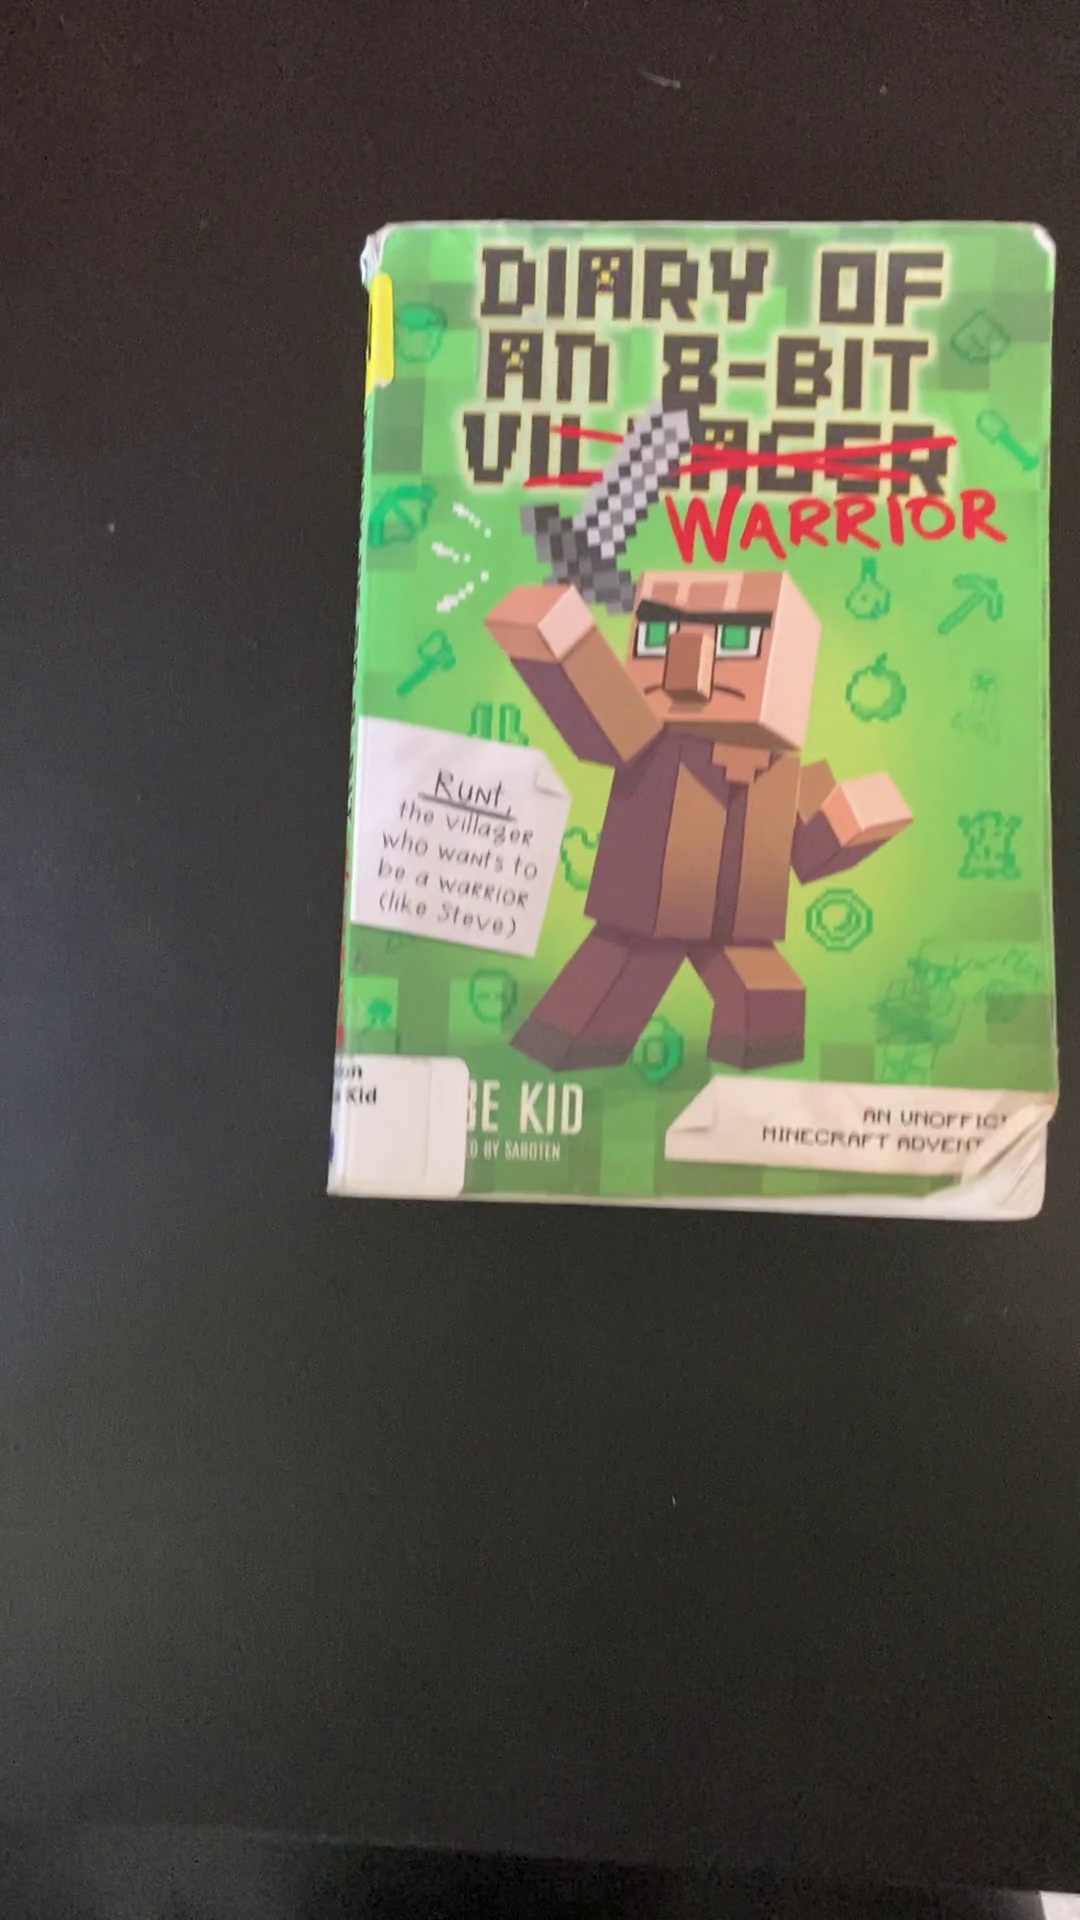 DIARY OF
AN 8-BIT
VILLAGER
WARRIOR
RUNT,
the villager
who wants to
be a WARRIOR
(like Steve)
BE KID
BY SABOTEN
Kid
AN UNOFFIC
MINECRAFT ADVENT